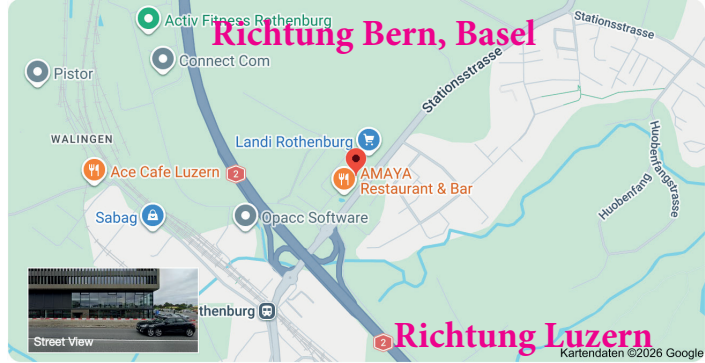 Activ Fitness Rothenburg
Richtung Bern, Basel
Stationsstrasse
Connect Com
Pistor
Stationsstrasse
WALINGEN
Landi Rothenburg
Ace Cafe Luzern
2
AMAYA
Restaurant & Bar
Huobenfangstrasse
Huobenfang
Sabag
Opacc Software
thenburg
Street View
2
Richtung Luzern
Kartendaten ©2026 Google